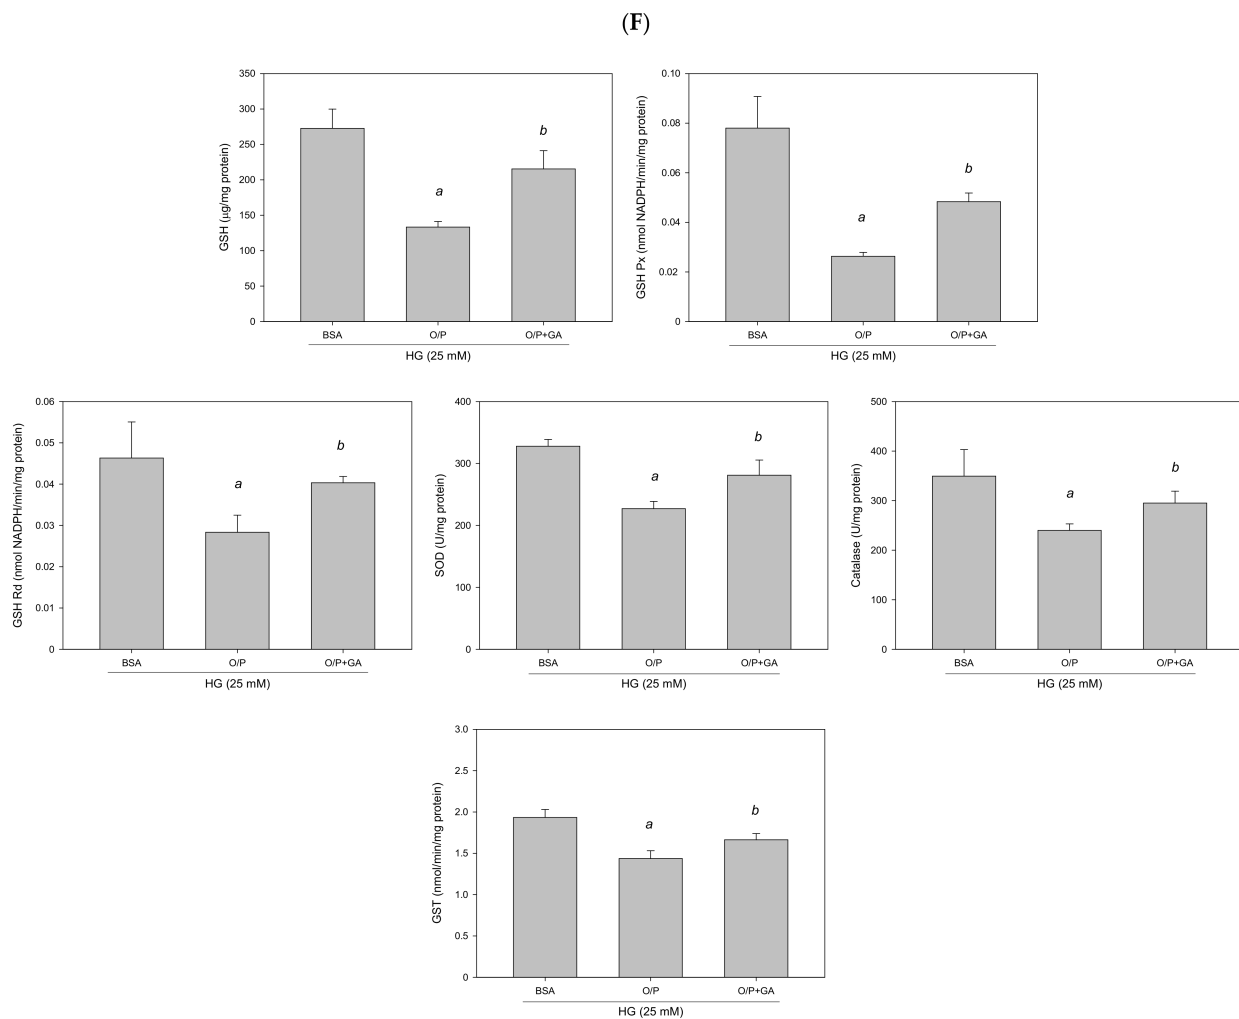 (F)
GSH (μg/mg protein)
350
300
250
200
150
100
50
0
a
b
BSA
O/P
O/P+GA
HG (25 mM)
GSH Px (nmol NADPH/min/mg protein)
0.10
0.08
0.06
0.04
0.02
0
a
b
BSA
O/P
O/P+GA
HG (25 mM)
GSH Rd (nmol NADPH/min/mg protein)
0.06
0.05
0.04
0.03
0.02
0.01
0
a
b
BSA
O/P
O/P+GA
HG (25 mM)
SOD (U/mg protein)
400
300
200
100
0
a
b
BSA
O/P
O/P+GA
HG (25 mM)
Catalase (U/mg protein)
500
400
300
200
100
0
a
b
BSA
O/P
O/P+GA
HG (25 mM)
GST (nmol/min/mg protein)
3.0
2.5
2.0
1.5
1.0
0.5
0
a
b
BSA
O/P
O/P+GA
HG (25 mM)